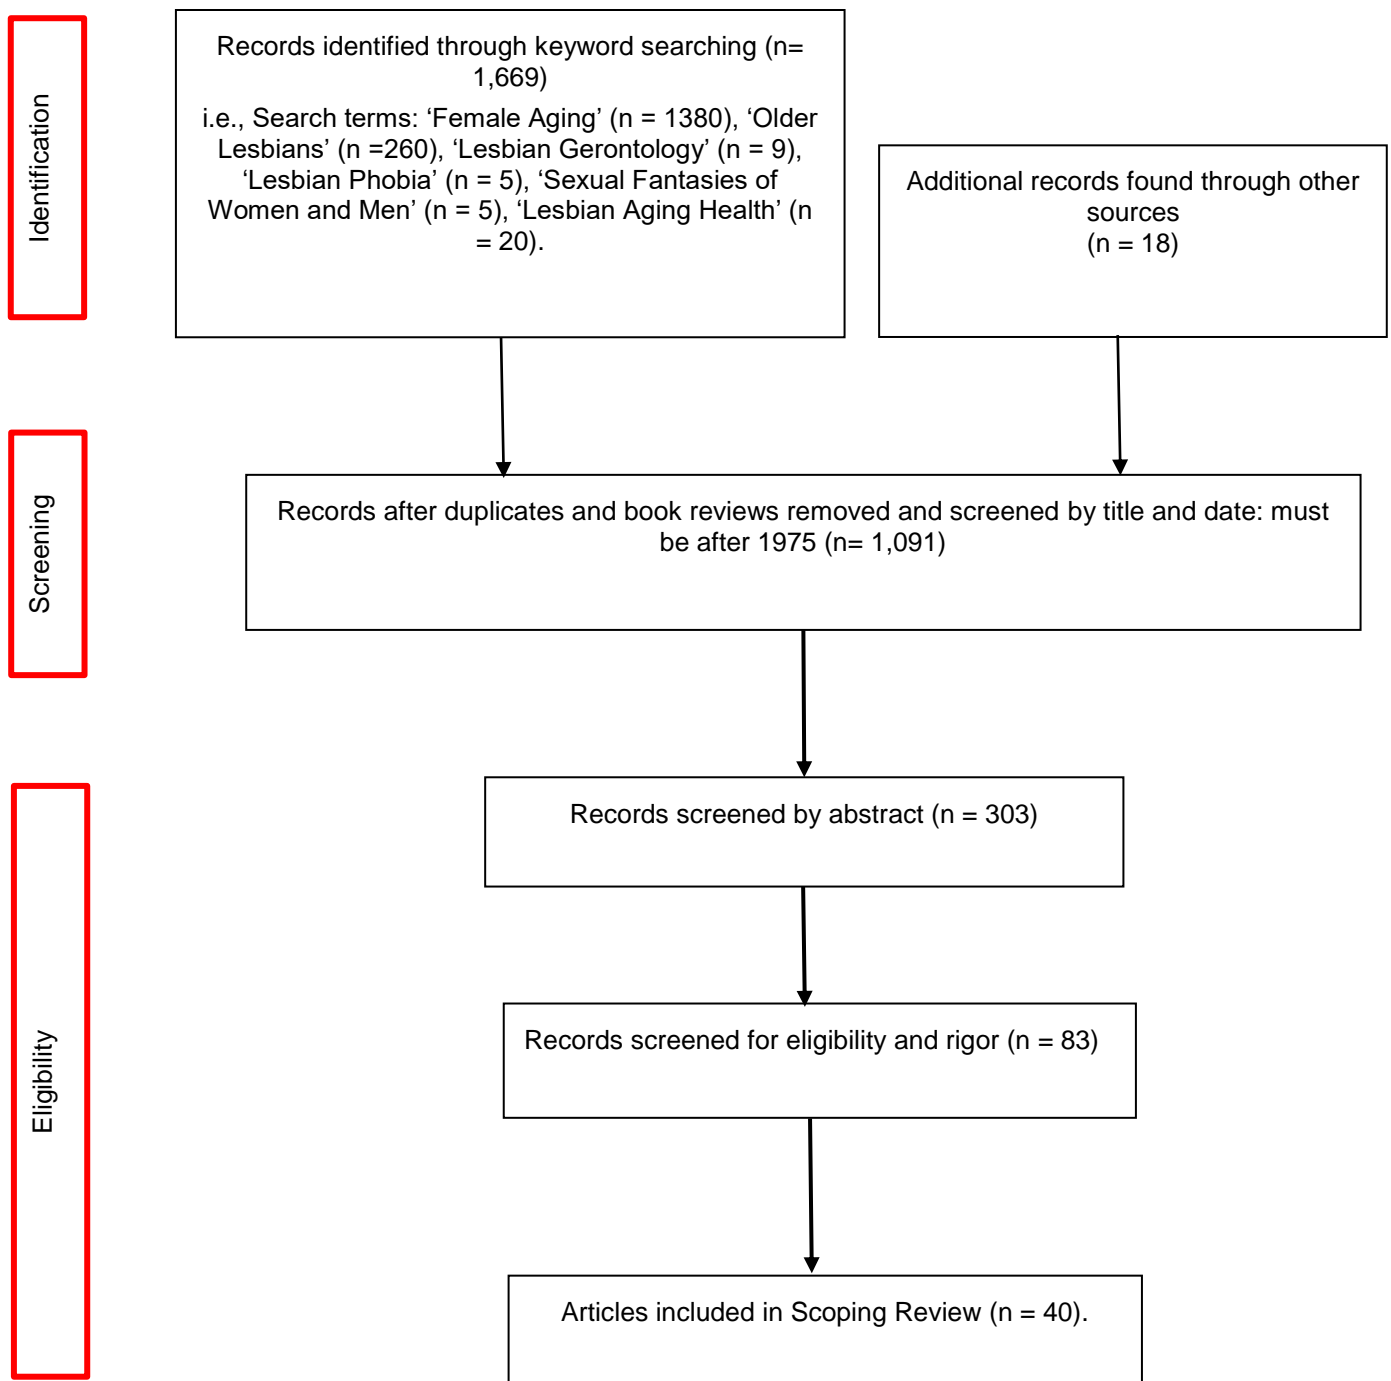 Identification
Records identified through keyword searching (n=
1,669)
i.e., Search terms: ‘Female Aging’ (n = 1380), ‘Older
Lesbians’ (n =260), ‘Lesbian Gerontology’ (n = 9),
‘Lesbian Phobia’ (n = 5), ‘Sexual Fantasies of
Women and Men’ (n = 5), ‘Lesbian Aging Health’ (n
= 20).
Additional records found through other
sources
(n = 18)
Screening
Records after duplicates and book reviews removed and screened by title and date: must
be after 1975 (n= 1,091)
Eligibility
Records screened by abstract (n = 303)
Records screened for eligibility and rigor (n = 83)
Articles included in Scoping Review (n = 40).